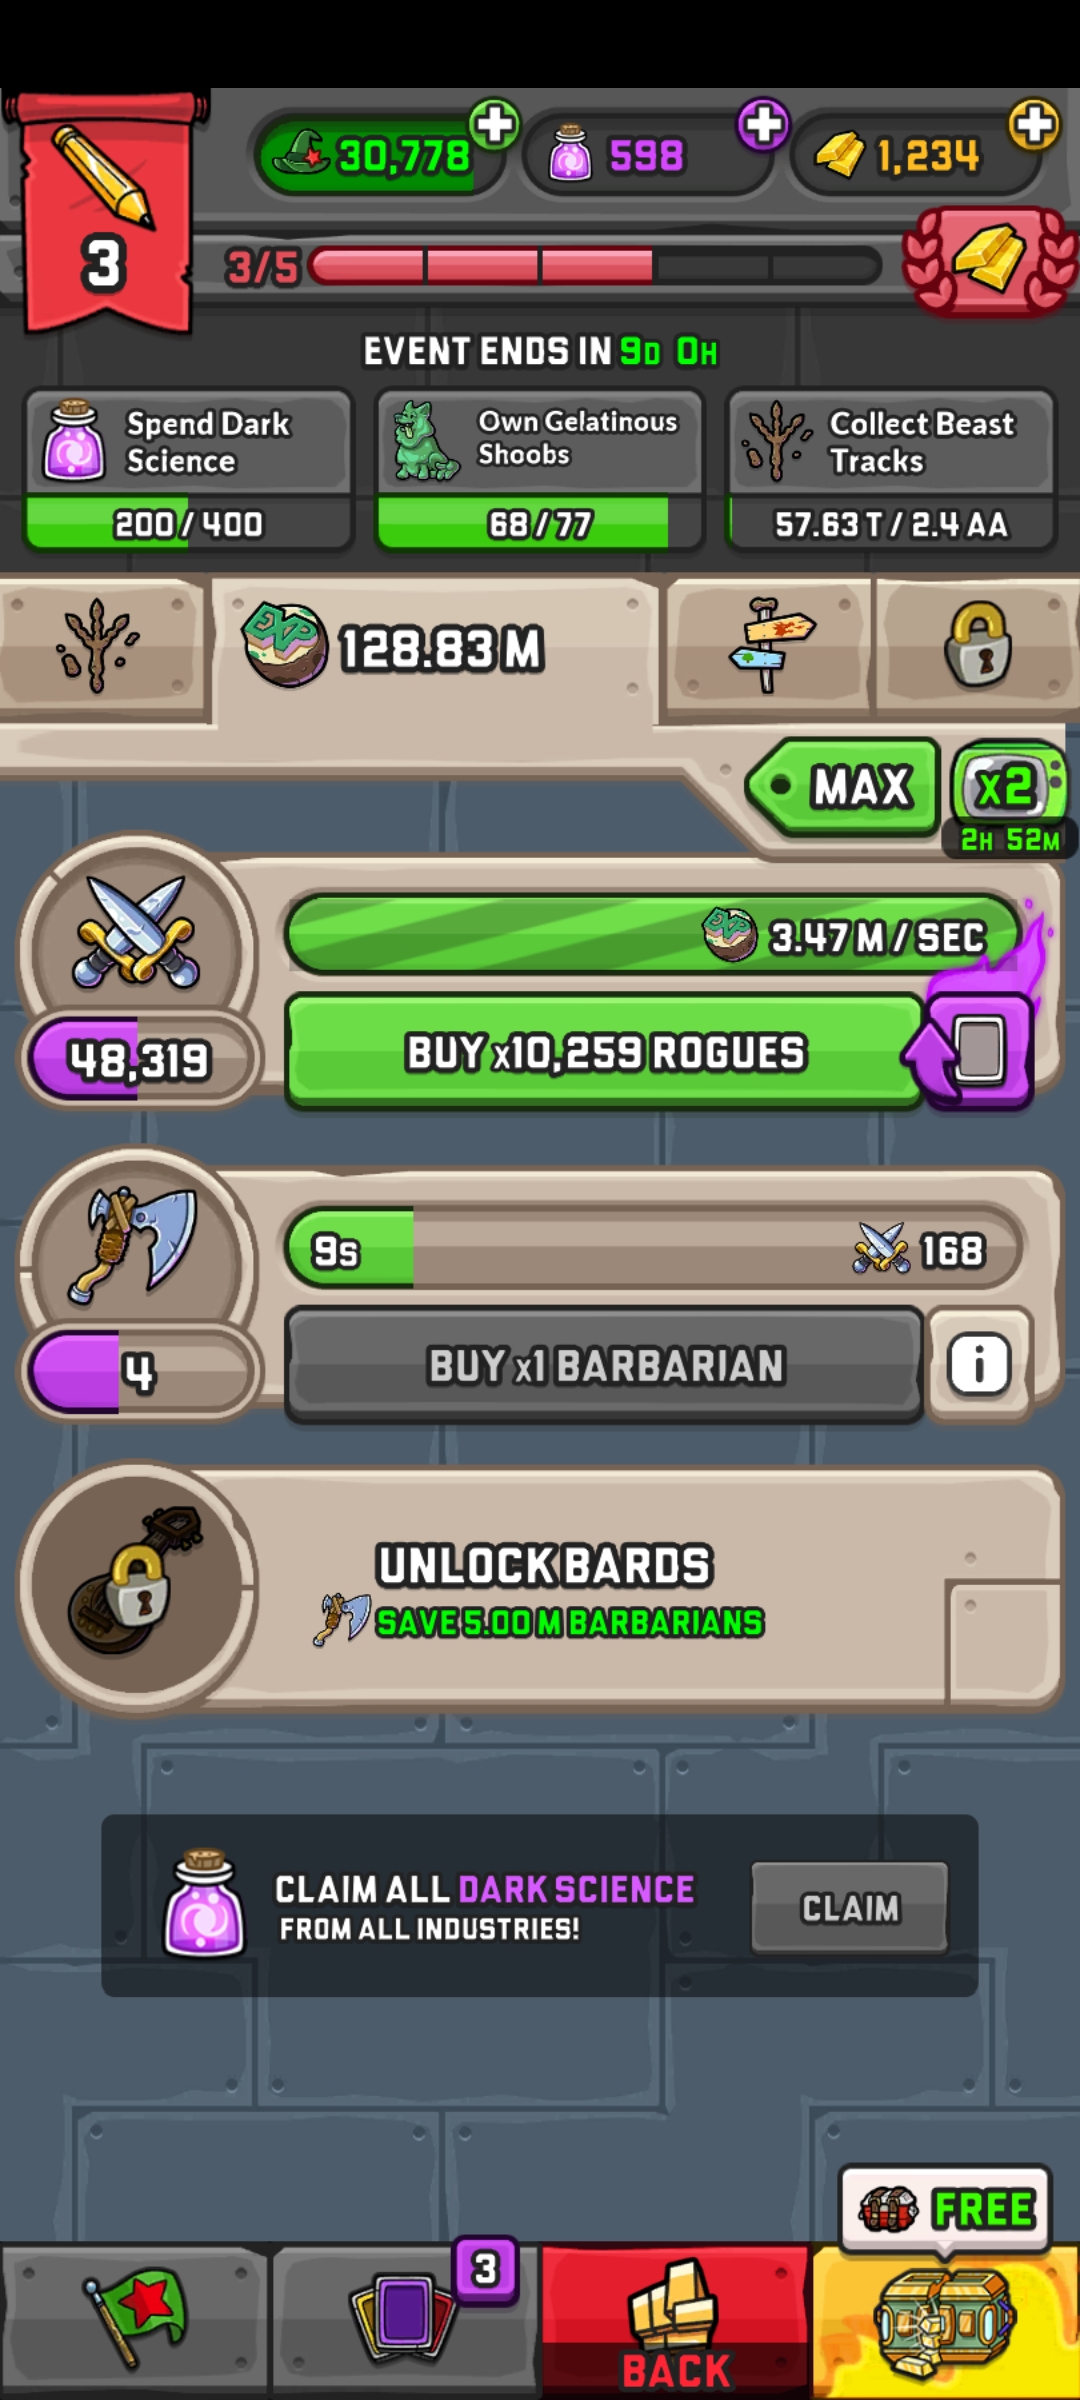 30,778
598
1,234
3
3/5
EVENT ENDS IN 9D 0H
Spend Dark
Science
200 / 400
Own Gelatinous
Shoobs
68 / 77
Collect Beast
Tracks
57.63 T / 2.4 AA
EXP
128.83 M
MAX
x2
2H 52M
EXP
3.47 M / SEC
48,319
BUY x10,259 ROGUES
9s
168
4
BUY x1 BARBARIAN
i
UNLOCK BARDS
SAVE 5.00 M BARBARIANS
CLAIM ALL DARK SCIENCE
FROM ALL INDUSTRIES!
CLAIM
FREE
3
BACK